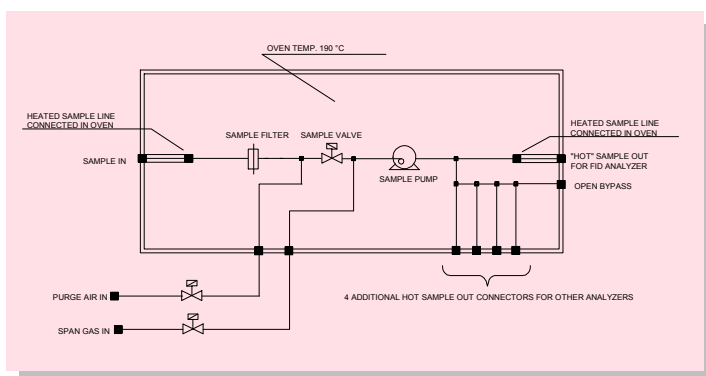 OVEN TEMP. 190 °C
HEATED SAMPLE LINE
CONNECTED IN OVEN
SAMPLE FILTER
SAMPLE VALVE
HEATED SAMPLE LINE
CONNECTED IN OVEN
SAMPLE IN
SAMPLE PUMP
"HOT" SAMPLE OUT
FOR FID ANALYZER
OPEN BYPASS
PURGE AIR IN
4 ADDITIONAL HOT SAMPLE OUT CONNECTORS FOR OTHER ANALYZERS
SPAN GAS IN